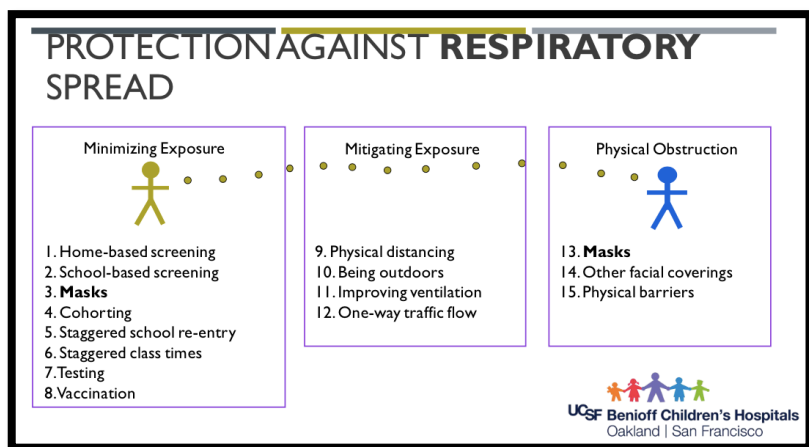 PROTECTION AGAINST RESPIRATORY
SPREAD
Minimizing Exposure
1. Home-based screening
2. School-based screening
3. Masks
4. Cohorting
5. Staggered school re-entry
6. Staggered class times
7. Testing
8. Vaccination
Mitigating Exposure
9. Physical distancing
10. Being outdoors
11. Improving ventilation
12. One-way traffic flow
Physical Obstruction
13. Masks
14. Other facial coverings
15. Physical barriers
UCSF Benioff Children's Hospitals
Oakland | San Francisco